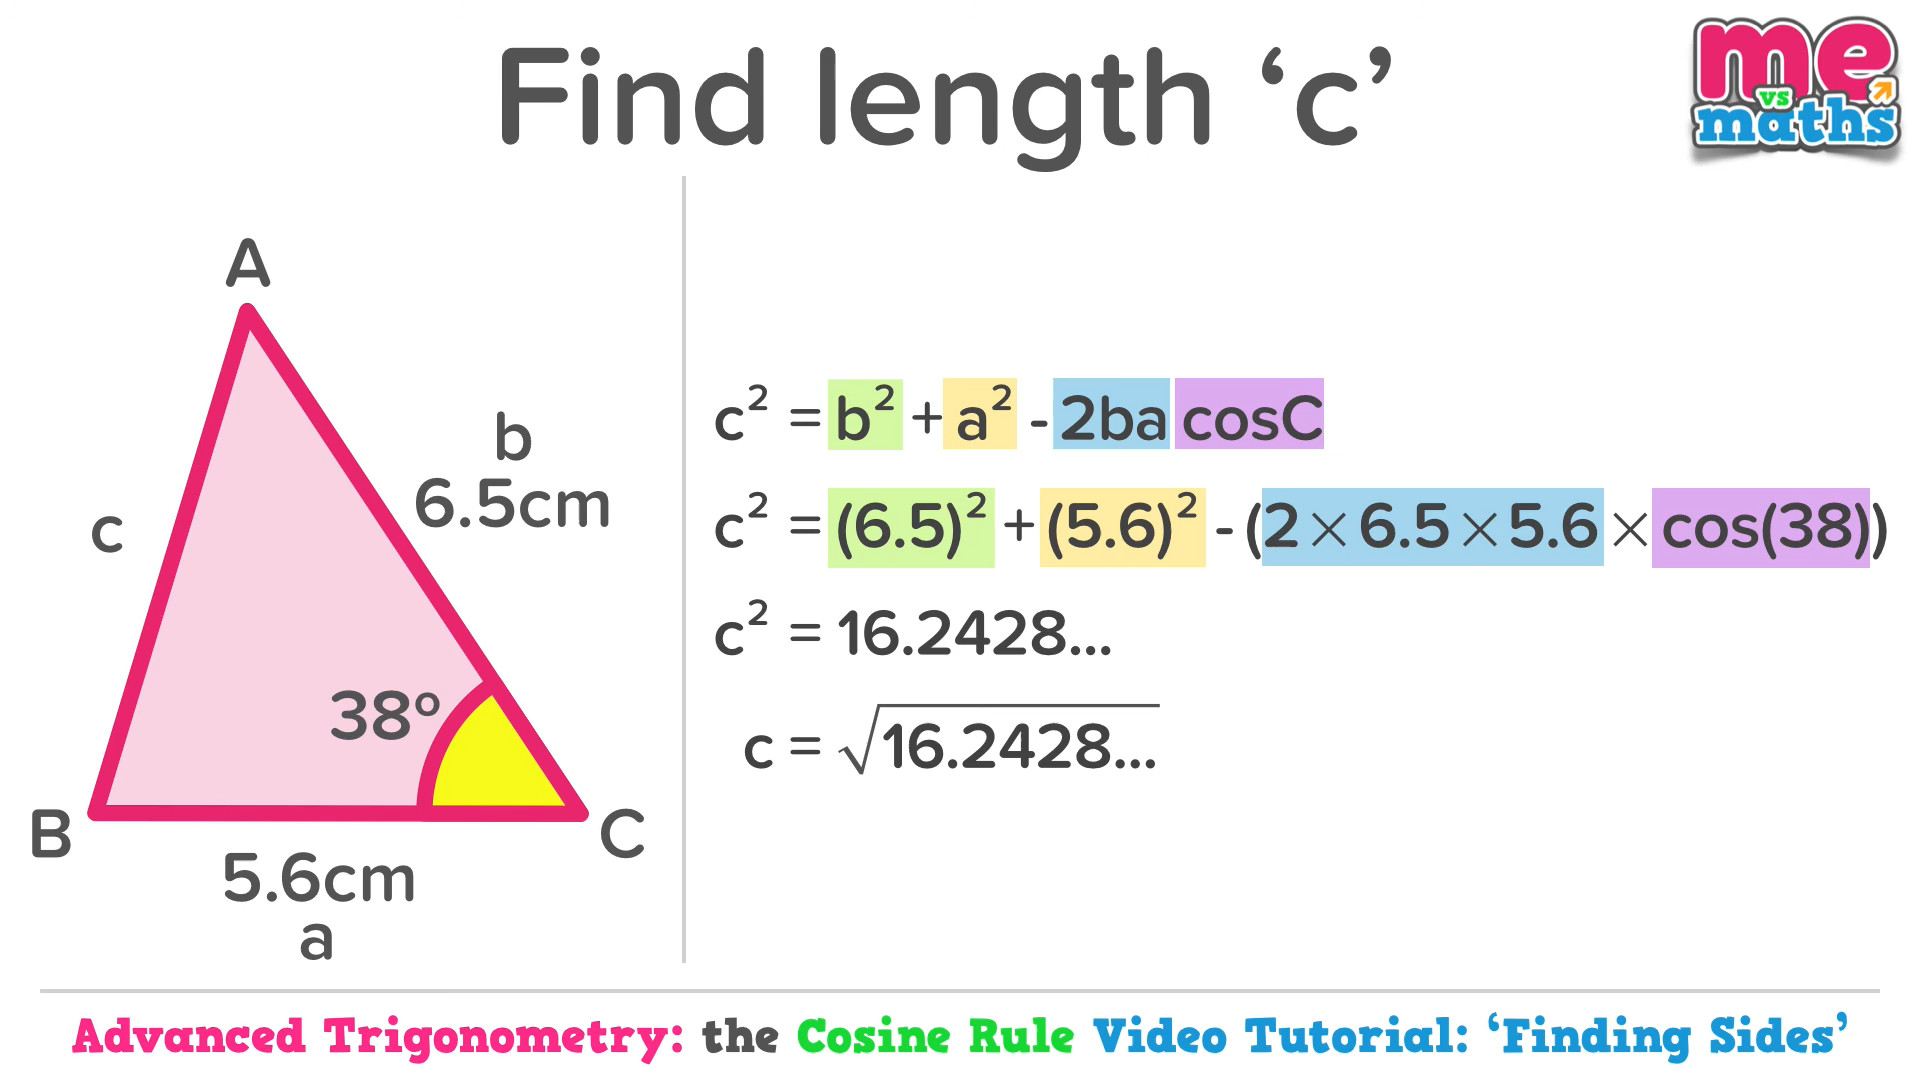 Find length ‘c’
me
vs
maths
A
b
6.5cm
c
38º
B
C
5.6cm
a
c² = b² + a² - 2ba cosC
c² = (6.5)² + (5.6)² - (2 × 6.5 × 5.6 × cos(38))
c² = 16.2428...
c = √16.2428...
Advanced Trigonometry: the Cosine Rule Video Tutorial: ‘Finding Sides’